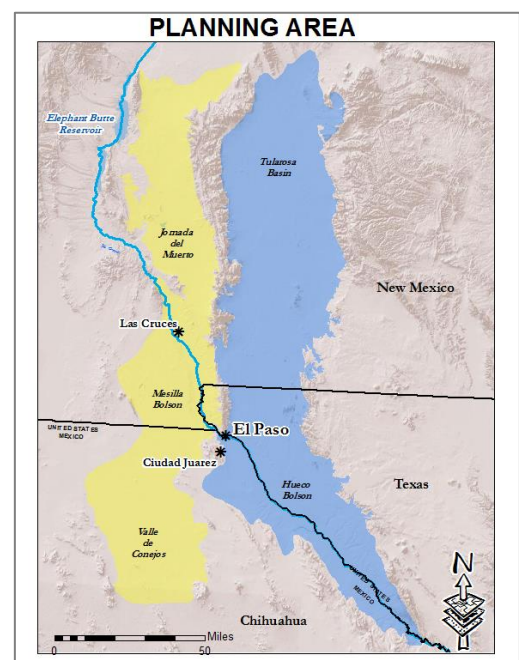 PLANNING AREA
Elephant Butte
Reservoir
Tularosa
Basin
Jornada
del
Muerto
New Mexico
Las Cruces
Mesilla
Bolson
UNITED STATES
MEXICO
El Paso
Ciudad Juarez
Hueco
Bolson
Texas
Valle
de
Conejos
UNITED STATES
MEXICO
N
Chihuahua
Miles
0
50